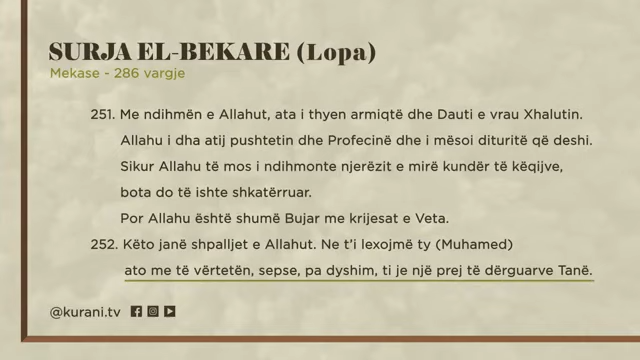 SURJA EL-BEKARE (Lopa)
Mekase - 286 vargje
251. Me ndihmën e Allahut, ata i thyen armiqtë dhe Dauti e vrau Xhalutin.
Allahu i dha atij pushtetin dhe Profecinë dhe i mësoi dituritë që deshi.
Sikur Allahu të mos i ndihmonte njerëzit e mirë kundër të këqijve,
bota do të ishte shkatërruar.
Por Allahu është shumë Bujar me krijesat e Veta.
252. Këto janë shpalljet e Allahut. Ne t'i lexojmë ty (Muhamed)
ato me të vërtetën, sepse, pa dyshim, ti je një prej të dërguarve Tanë.
@kurani.tv